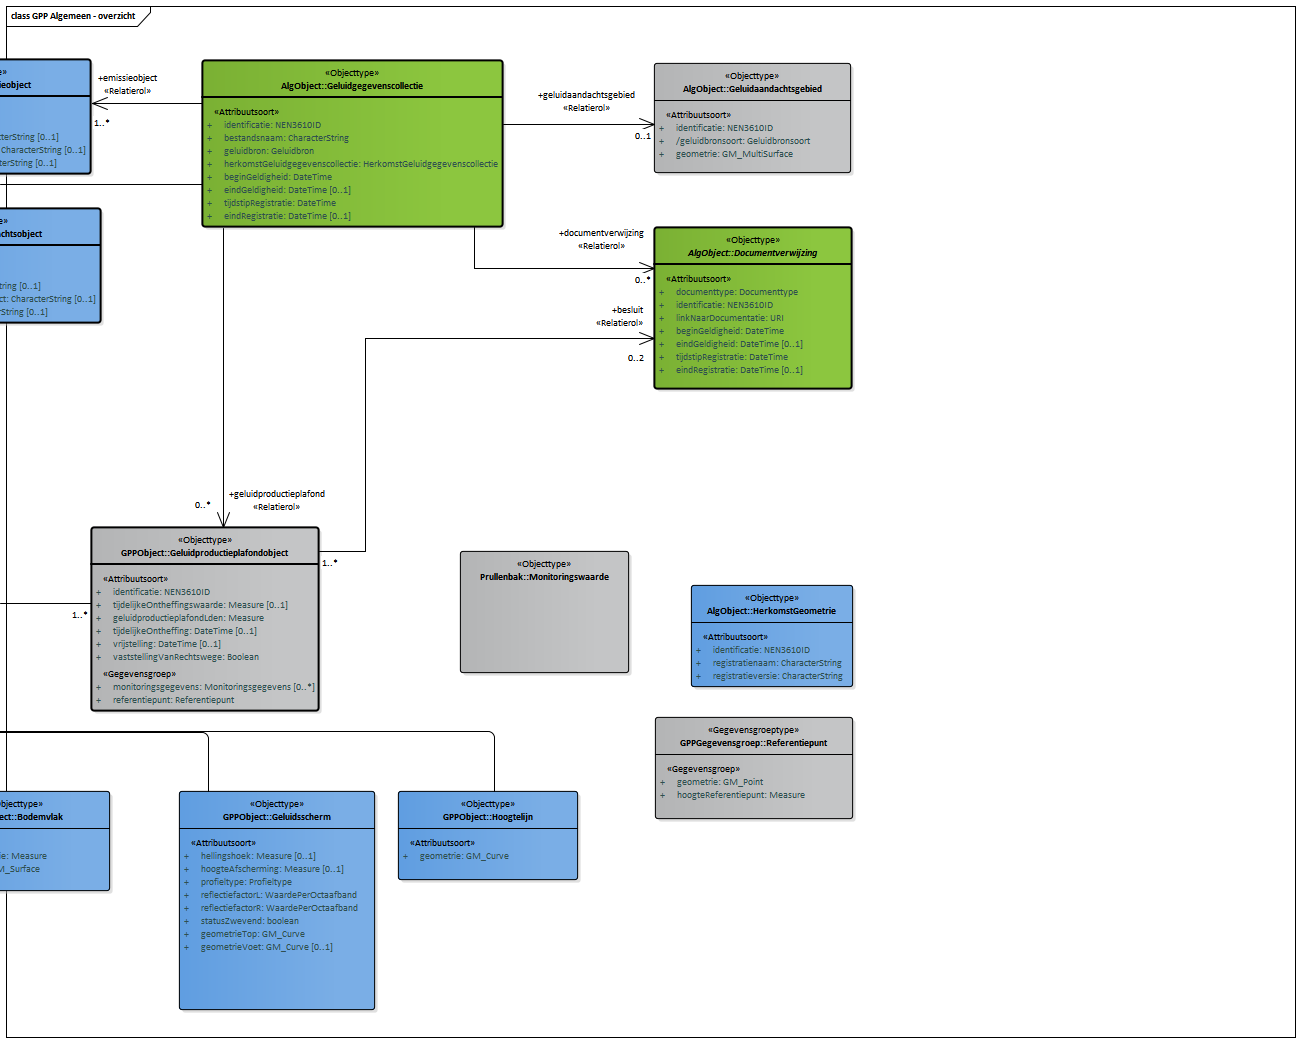 class GPP Algemeen - overzicht
ieobject
cterString [0..1]
CharacterString [0..1]
terString [0..1]
+emissieobject
«Relatierol»
1..*
«Objecttype»
AlgObject::Geluidgegevenscollectie
«Attribuutsoort»
+ identificatie: NEN3610ID
+ bestandsnaam: CharacterString
+ geluidbron: Geluidbron
+ herkomstGeluidgegevenscollectie: HerkomstGeluidgegevenscollectie
+ beginGeldigheid: DateTime
+ eindGeldigheid: DateTime [0..1]
+ tijdstipRegistratie: DateTime
+ eindRegistratie: DateTime [0..1]
+geluidaandachtsgebied
«Relatierol»
0..1
«Objecttype»
AlgObject::Geluidaandachtsgebied
«Attribuutsoort»
+ identificatie: NEN3610ID
+ /geluidbronsoort: Geluidbronsoort
+ geometrie: GM_MultiSurface
achtsobject
tring [0..1]
ct: CharacterString [0..1]
rString [0..1]
+documentverwijzing
«Relatierol»
0..*
+besluit
«Relatierol»
0..2
«Objecttype»
AlgObject::Documentverwijzing
«Attribuutsoort»
+ documenttype: Documenttype
+ identificatie: NEN3610ID
+ linkNaarDocumentatie: URI
+ beginGeldigheid: DateTime
+ eindGeldigheid: DateTime [0..1]
+ tijdstipRegistratie: DateTime
+ eindRegistratie: DateTime [0..1]
+geluidproductieplafond
«Relatierol»
0..*
«Objecttype»
GPPObject::Geluidproductieplafondobject
«Attribuutsoort»
+ identificatie: NEN3610ID
+ tijdelijkeOntheffingswaarde: Measure [0..1]
+ geluidproductieplafondLden: Measure
+ tijdelijkeOntheffing: DateTime [0..1]
+ vrijstelling: DateTime [0..1]
+ vaststellingVanRechtswege: Boolean
«Gegevensgroep»
+ monitoringsgegevens: Monitoringsgegevens [0..*]
+ referentiepunt: Referentiepunt
1..*
1..*
«Objecttype»
Prullenbak::Monitoringswaarde
«Objecttype»
AlgObject::HerkomstGeometrie
«Attribuutsoort»
+ identificatie: NEN3610ID
+ registratienaam: CharacterString
+ registratieversie: CharacterString
«Gegevensgroeptype»
GPPGegevensgroep::Referentiepunt
«Gegevensgroep»
+ geometrie: GM_Point
+ hoogteReferentiepunt: Measure
bjecttype»
ect::Bodemvlak
ie: Measure
M_Surface
«Objecttype»
GPPObject::Geluidsscherm
«Attribuutsoort»
+ hellingshoek: Measure [0..1]
+ hoogteAfscherming: Measure [0..1]
+ profieltype: Profieltype
+ reflectiefactorL: WaardePerOctaafband
+ reflectiefactorR: WaardePerOctaafband
+ statusZwevend: boolean
+ geometrieTop: GM_Curve
+ geometrieVoet: GM_Curve [0..1]
«Objecttype»
GPPObject::Hoogtelijn
«Attribuutsoort»
+ geometrie: GM_Curve